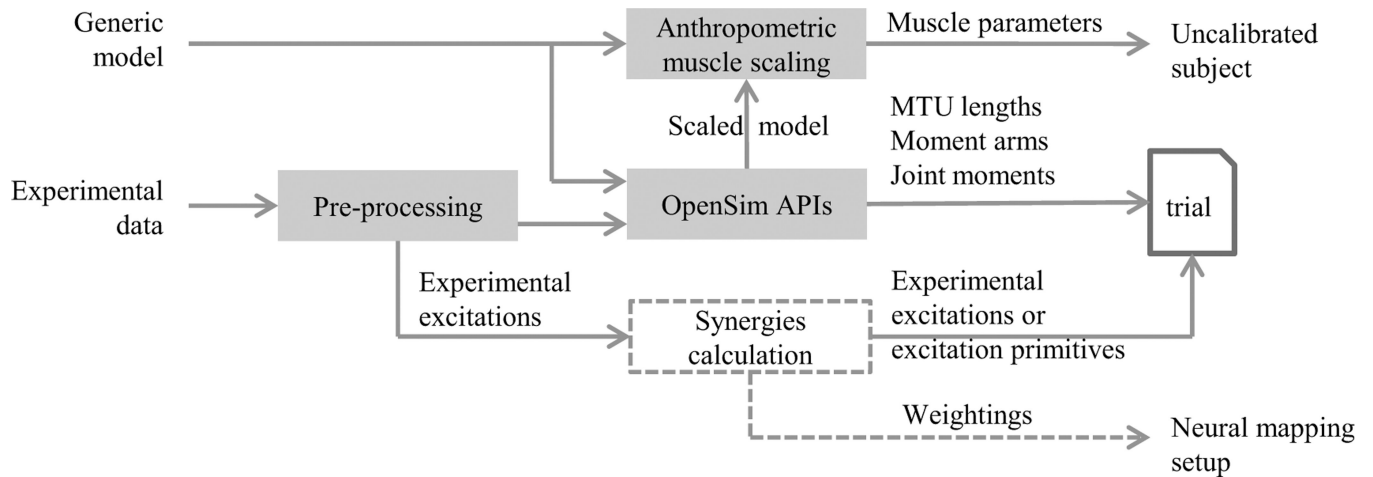 Generic
model
Anthropometric
muscle scaling
Muscle parameters
Uncalibrated
subject
Scaled model
MTU lengths
Moment arms
Joint moments
Experimental
data
Pre-processing
OpenSim APIs
trial
Experimental
excitations
Synergies
calculation
Experimental
excitations or
excitation primitives
Weightings
Neural mapping
setup